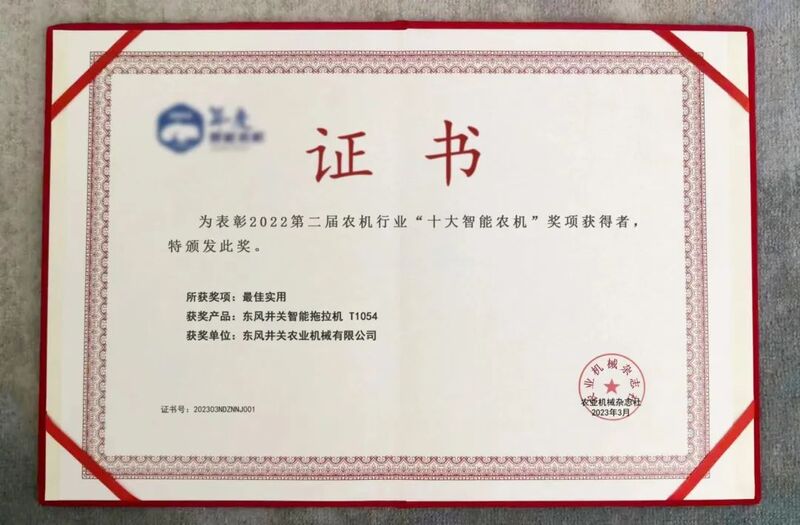 证书
为表彰2022第二届农机行业“十大智能农机”奖项获得者，
特颁发此奖。
所获奖项：最佳实用
获奖产品：东风井关智能拖拉机 T1054
获奖单位：东风井关农业机械有限公司
证书号：202303NDZNNJ001
农业机械杂志社
农业机械杂志社
2023年3月